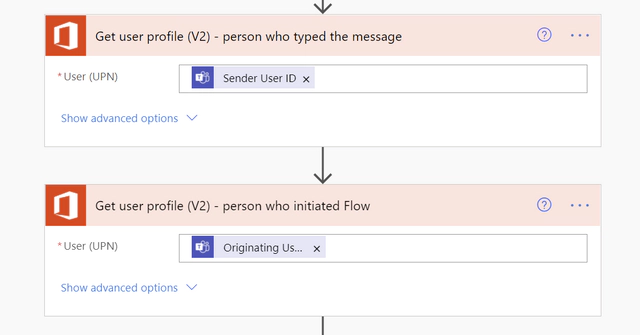 Get user profile (V2) - person who typed the message
* User (UPN)
Sender User ID ×
Show advanced options
Get user profile (V2) - person who initiated Flow
* User (UPN)
Originating Us... ×
Show advanced options